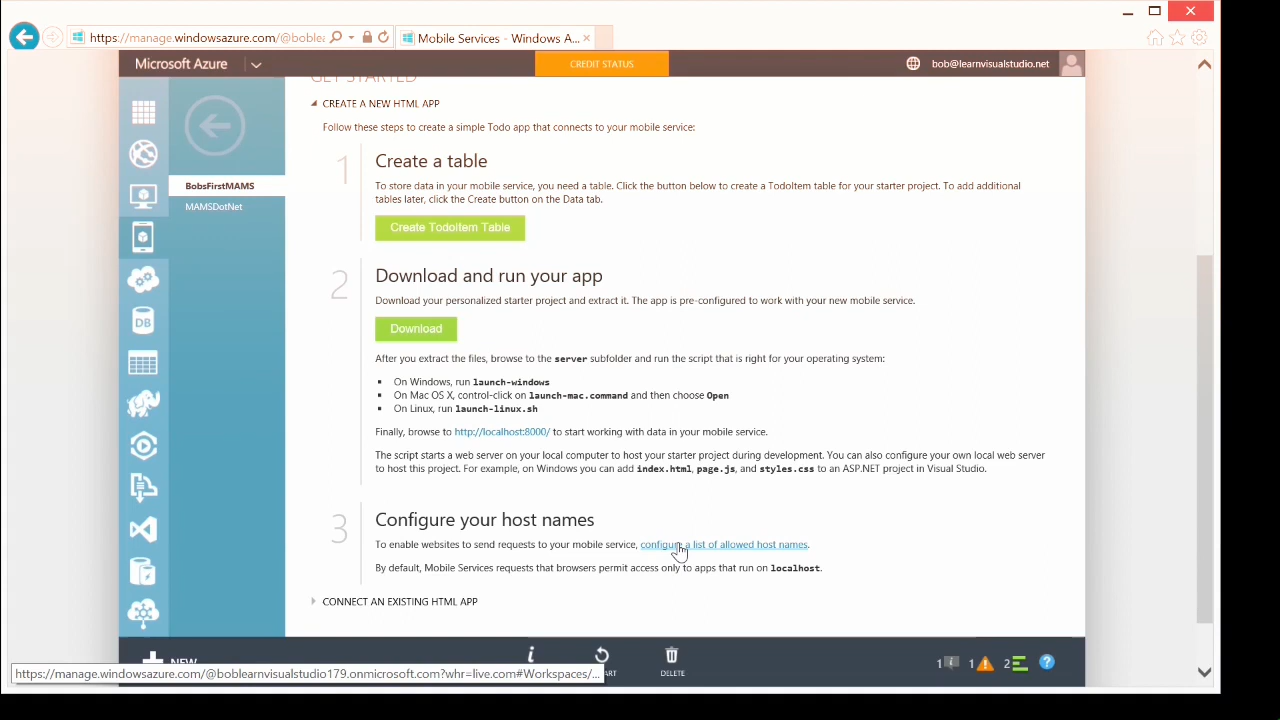 https://manage.windowsazure.com/@boblea
Mobile Services - Windows A...
Microsoft Azure
CREDIT STATUS
bob@learnvisualstudio.net
GET STARTED
CREATE A NEW HTML APP
Follow these steps to create a simple Todo app that connects to your mobile service:
BobsFirstMAMS
MAMSDotNet
1
Create a table
To store data in your mobile service, you need a table. Click the button below to create a TodoItem table for your starter project. To add additional
tables later, click the Create button on the Data tab.
Create TodoItem Table
2
Download and run your app
Download your personalized starter project and extract it. The app is pre-configured to work with your new mobile service.
Download
After you extract the files, browse to the server subfolder and run the script that is right for your operating system:
On Windows, run launch-windows
On Mac OS X, control-click on launch-mac.command and then choose Open
On Linux, run launch-linux.sh
Finally, browse to http://localhost:8000/ to start working with data in your mobile service.
The script starts a web server on your local computer to host your starter project during development. You can also configure your own local web server
to host this project. For example, on Windows you can add index.html, page.js, and styles.css to an ASP.NET project in Visual Studio.
3
Configure your host names
To enable websites to send requests to your mobile service, configure a list of allowed host names.
By default, Mobile Services requests that browsers permit access only to apps that run on localhost.
CONNECT AN EXISTING HTML APP
DB
NEW
DELETE
1
1
2
https://manage.windowsazure.com/@boblearnvisualstudio179.onmicrosoft.com?whr=live.com#Workspaces/...